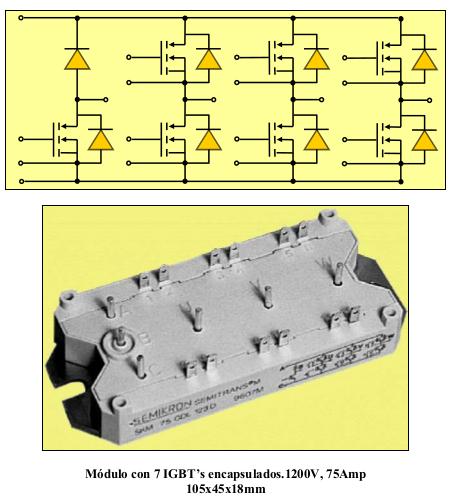 B
C
SEMIKRON SEMITRANS®M
SKM 75 GDL 123 D 9607M
Módulo con 7 IGBT's encapsulados.1200V, 75Amp
105x45x18mm